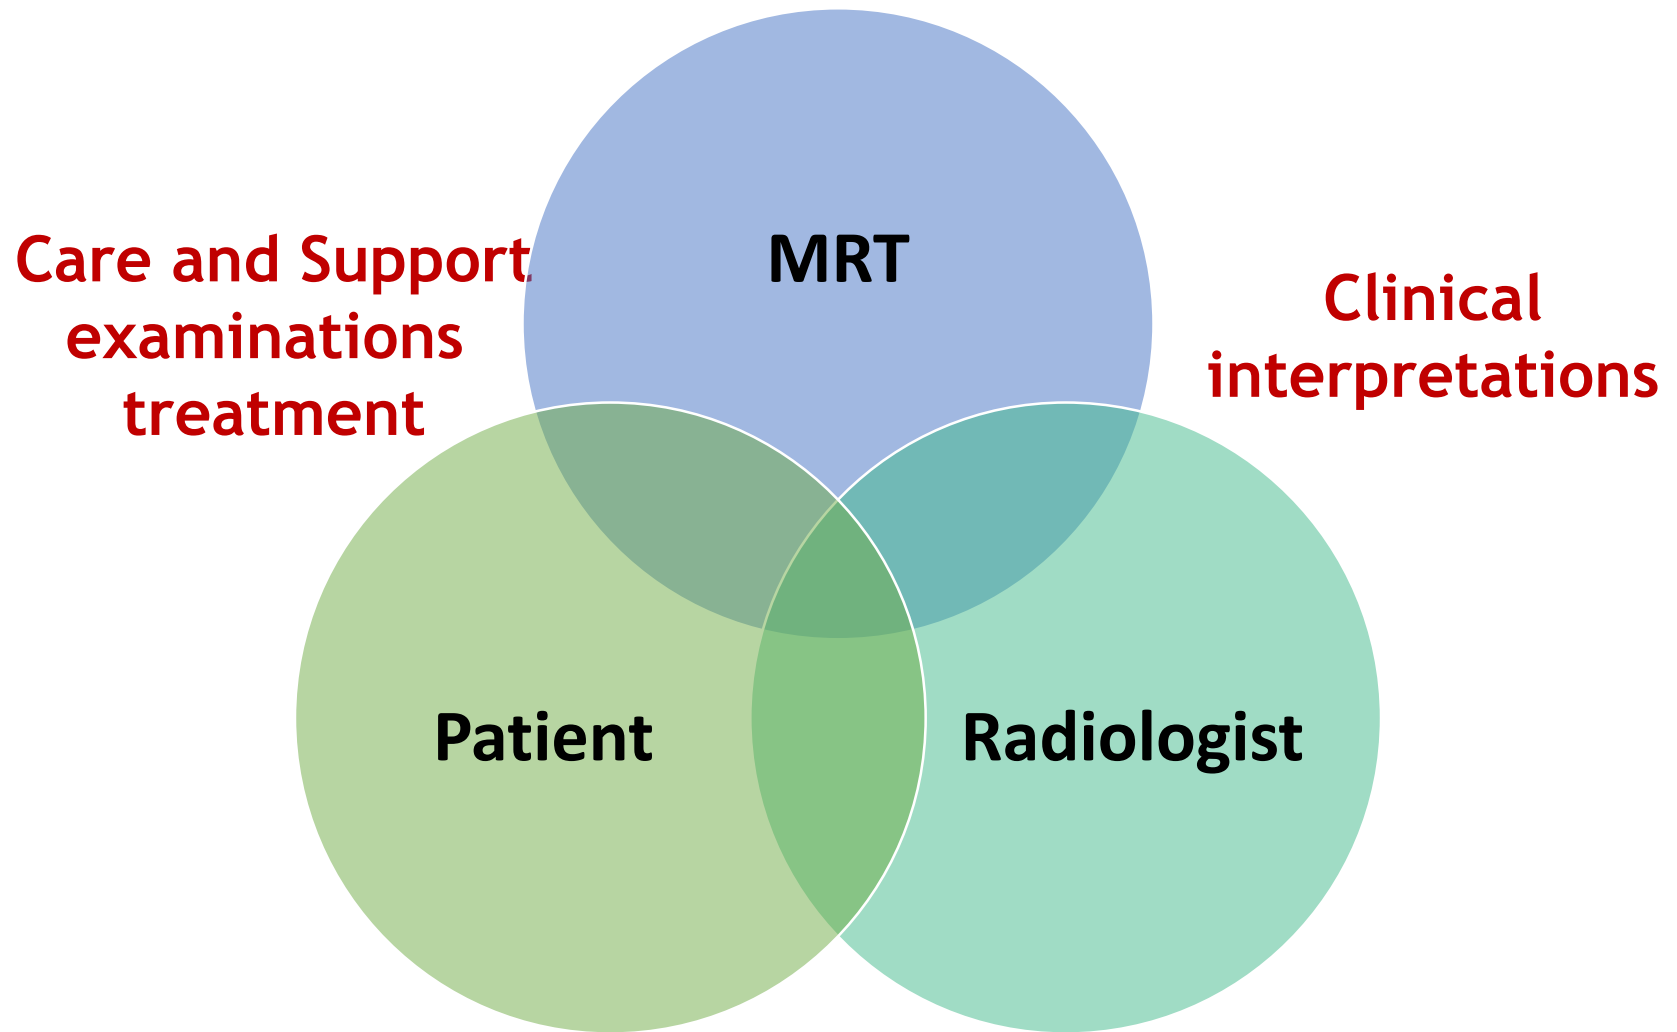 MRT
Care and Support
examinations
treatment
Clinical
interpretations
Patient
Radiologist